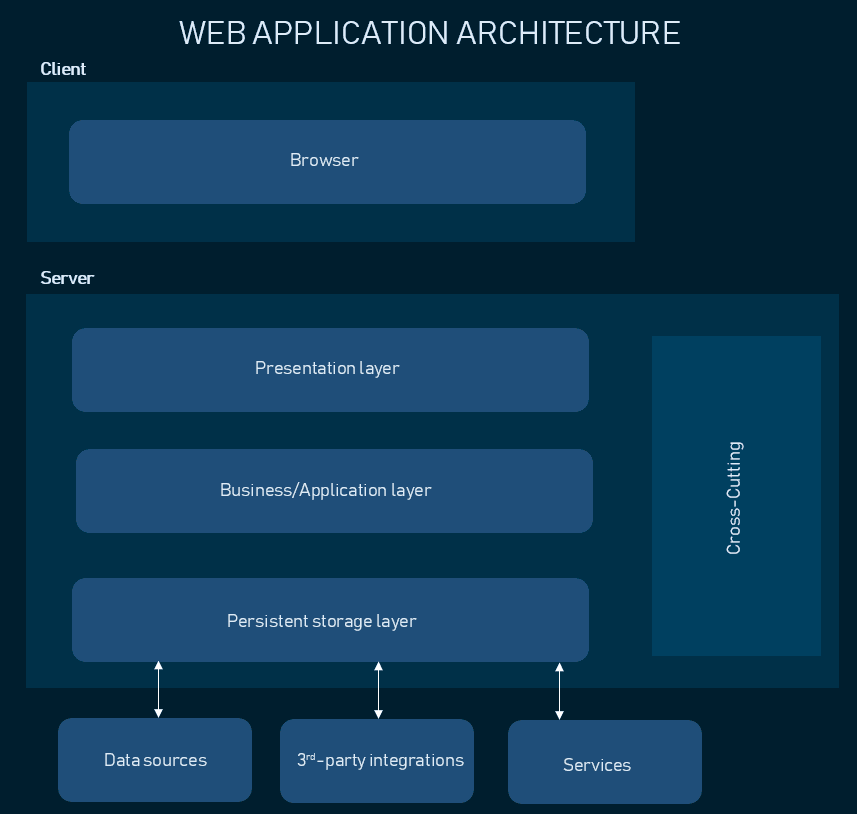 WEB APPLICATION ARCHITECTURE
Client
Browser
Server
Presentation layer
Business/Application layer
Cross-Cutting
Persistent storage layer
Data sources
3rd-party integrations
Services